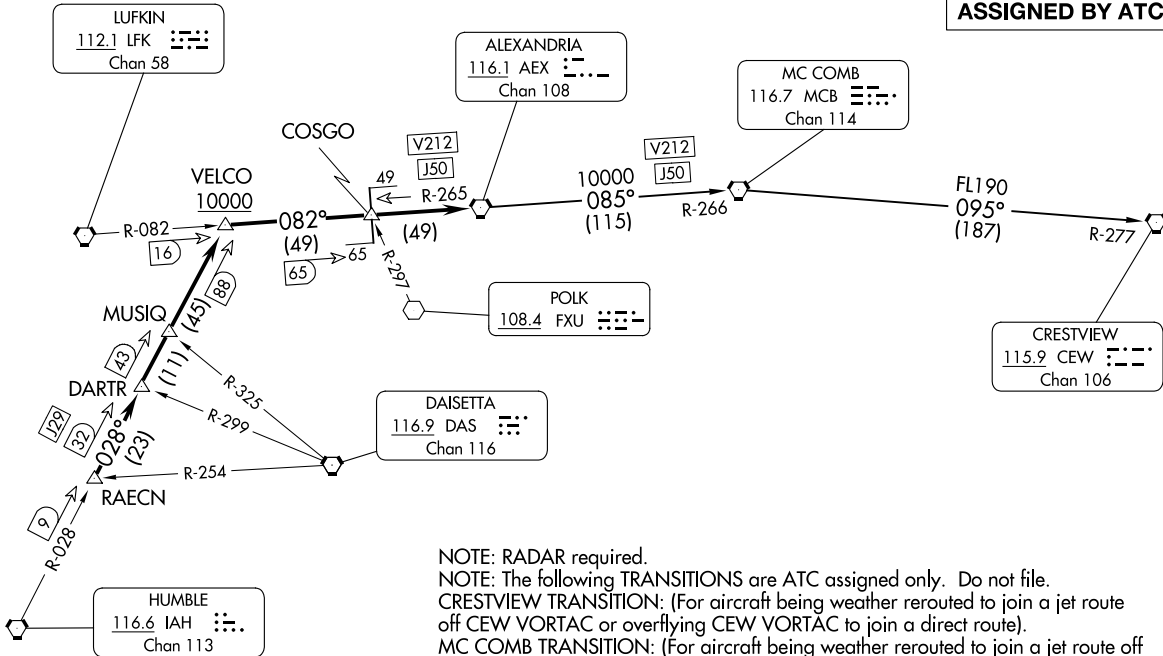 ASSIGNED BY ATC
LUFKIN
112.1 LFK
Chan 58
ALEXANDRIA
116.1 AEX
Chan 108
MC COMB
116.7 MCB
Chan 114
COSGO
V212
J50
49
R-265
VELCO
10000
R-082
16
082°
(49)
65
65
(49)
10000
085°
(115)
V212
J50
R-266
FL190
095°
(187)
R-277
R-297
88
(45)
MUSIQ
43
(11)
POLK
108.4 FXU
CRESTVIEW
115.9 CEW
Chan 106
DARTR
R-325
R-299
J29
32
028°
(23)
DAISETTA
116.9 DAS
Chan 116
R-254
RAECN
9
R-028
HUMBLE
116.6 IAH
Chan 113
NOTE: RADAR required.
NOTE: The following TRANSITIONS are ATC assigned only. Do not file.
CRESTVIEW TRANSITION: (For aircraft being weather rerouted to join a jet route
off CEW VORTAC or overflying CEW VORTAC to join a direct route).
MC COMB TRANSITION: (For aircraft being weather rerouted to join a jet route off